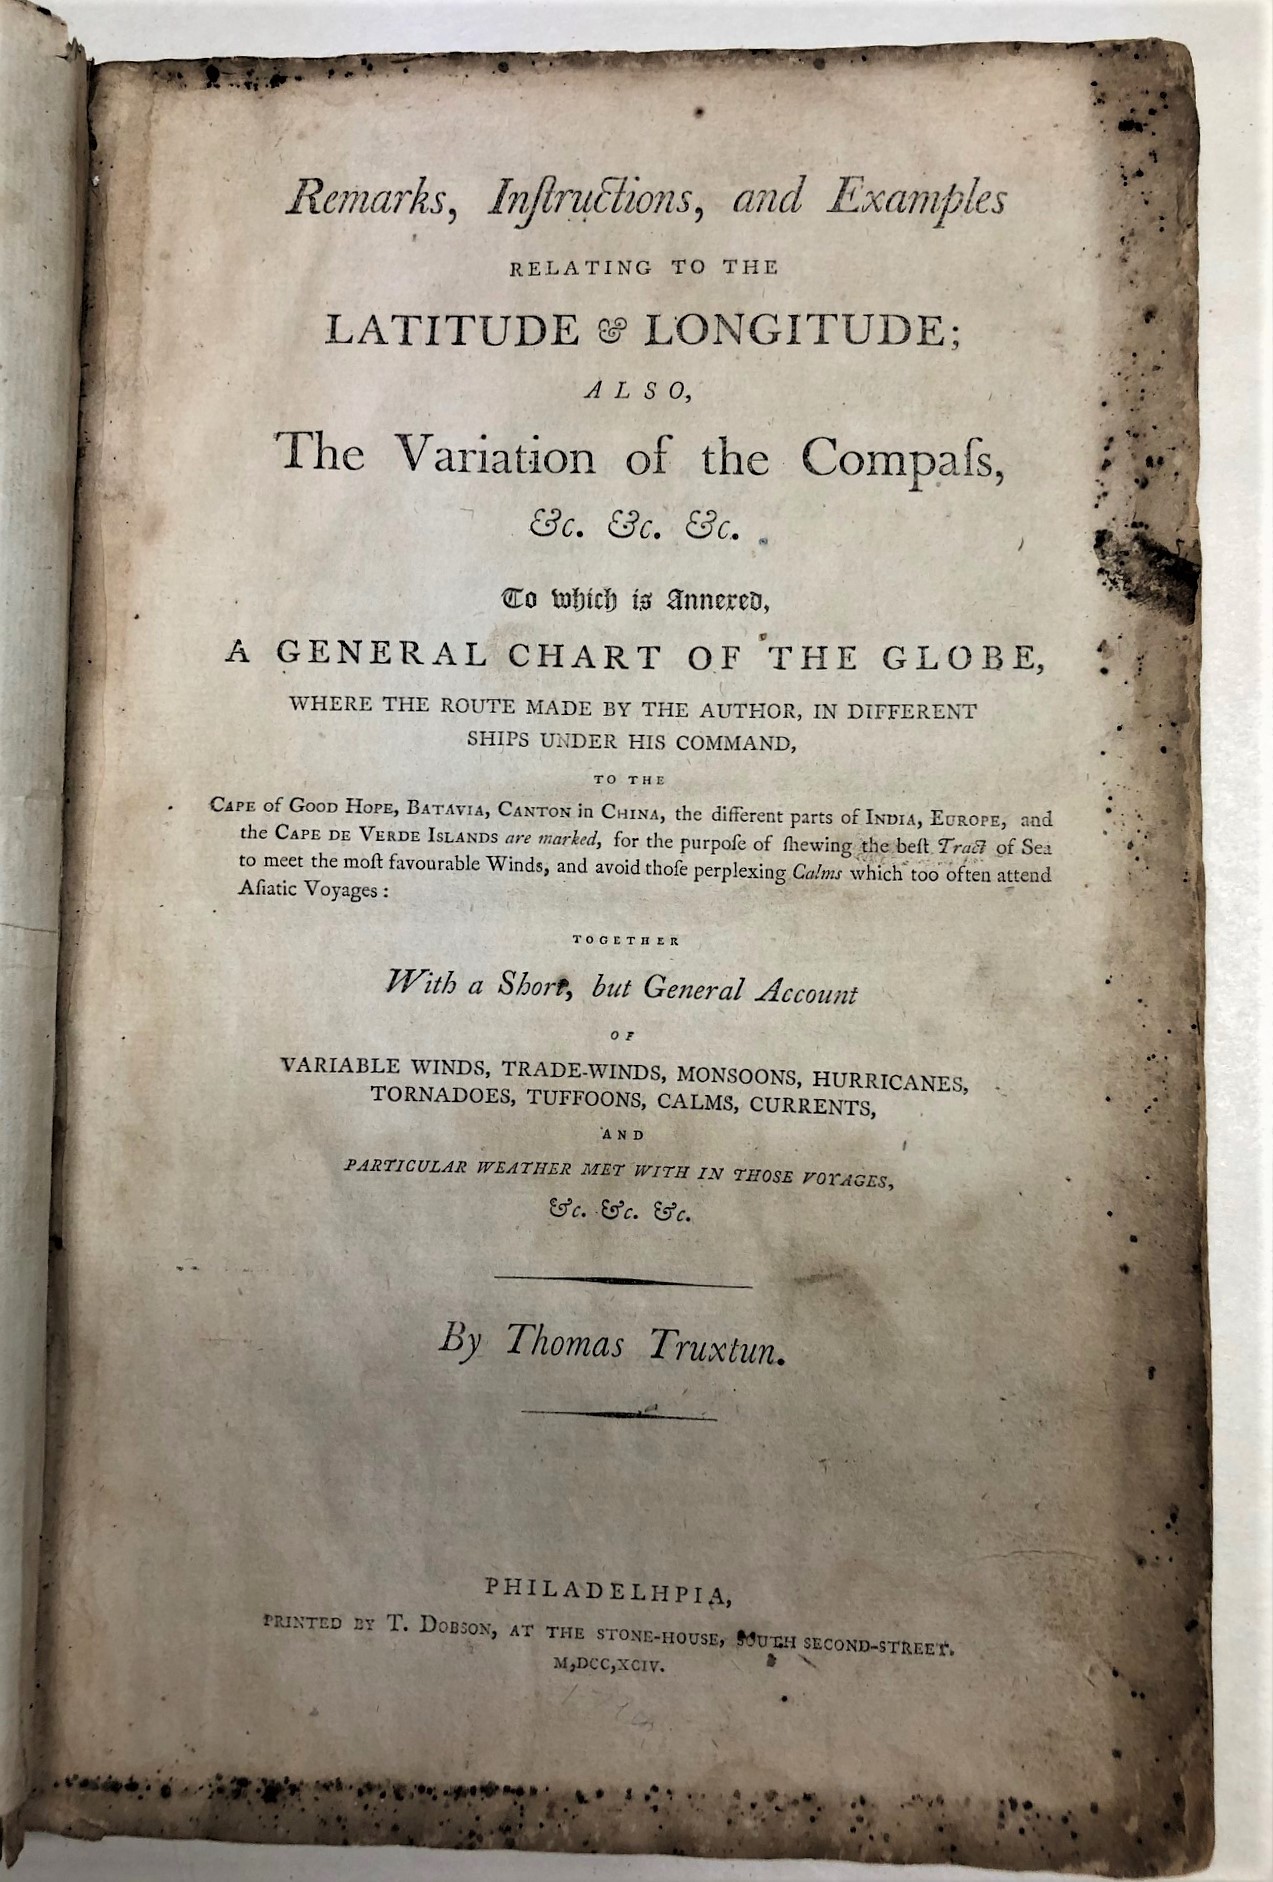 Remarks, Inſtructions, and Examples
RELATING TO THE
LATITUDE & LONGITUDE;
ALSO,
The Variation of the Compaſs,
&c. &c. &c.
To which is Annexed,
A GENERAL CHART OF THE GLOBE,
WHERE THE ROUTE MADE BY THE AUTHOR, IN DIFFERENT
SHIPS UNDER HIS COMMAND,
TO THE
CAPE of GOOD HOPE, BATAVIA, CANTON in CHINA, the different parts of INDIA, EUROPE, and
the CAPE DE VERDE ISLANDS are marked, for the purpoſe of ſhewing the beſt Tract of Sea
to meet the moſt favourable Winds, and avoid thoſe perplexing Calms which too often attend
Aſiatic Voyages:
TOGETHER
With a Short, but General Account
OF
VARIABLE WINDS, TRADE-WINDS, MONSOONS, HURRICANES,
TORNADOES, TUFFOONS, CALMS, CURRENTS,
AND
PARTICULAR WEATHER MET WITH IN THOSE VOYAGES,
&c. &c. &c.
By Thomas Truxtun.
PHILADELHPIA,
PRINTED BY T. DOBSON, AT THE STONE-HOUSE, SOUTH SECOND-STREET.
M,DCC,XCIV.